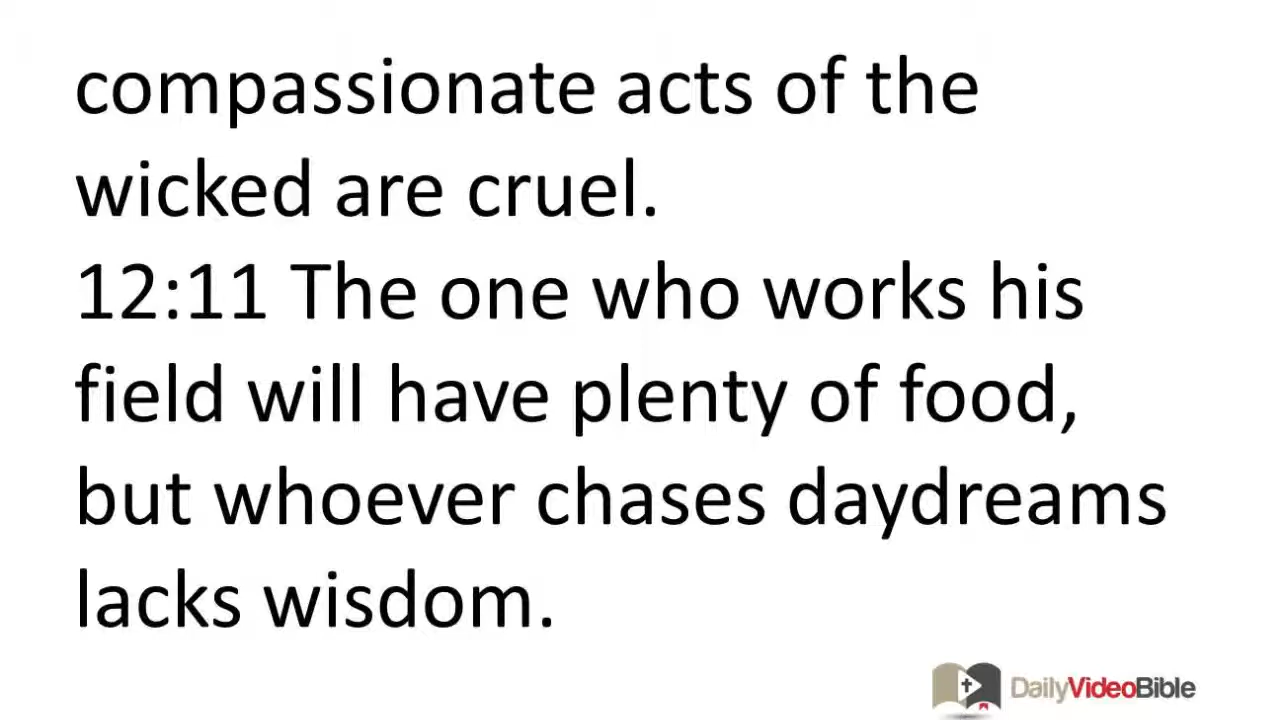 compassionate acts of the
wicked are cruel.
12:11 The one who works his
field will have plenty of food,
but whoever chases daydreams
lacks wisdom.
DailyVideoBible